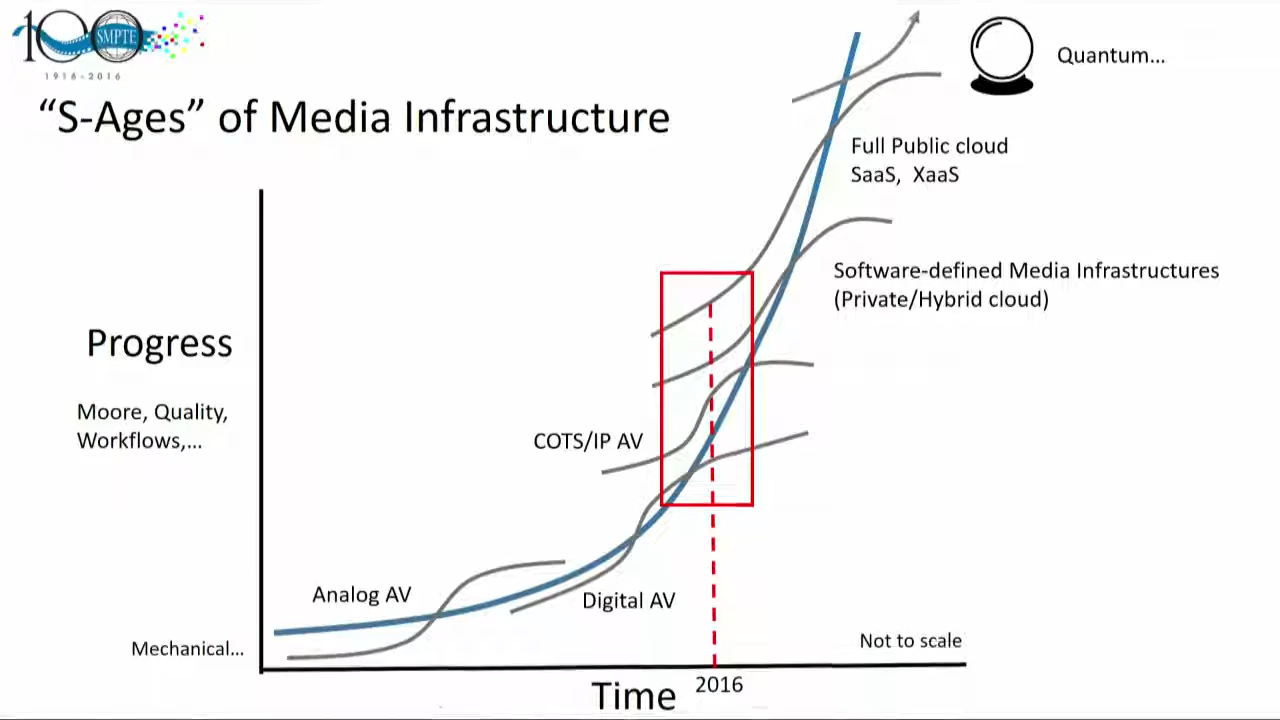 100 SMPTE
1916-2016
“S-Ages” of Media Infrastructure
Quantum…
Full Public cloud
SaaS, XaaS
Software-defined Media Infrastructures
(Private/Hybrid cloud)
Progress
Moore, Quality,
Workflows,…
COTS/IP AV
Analog AV
Digital AV
Mechanical…
Not to scale
Time
2016